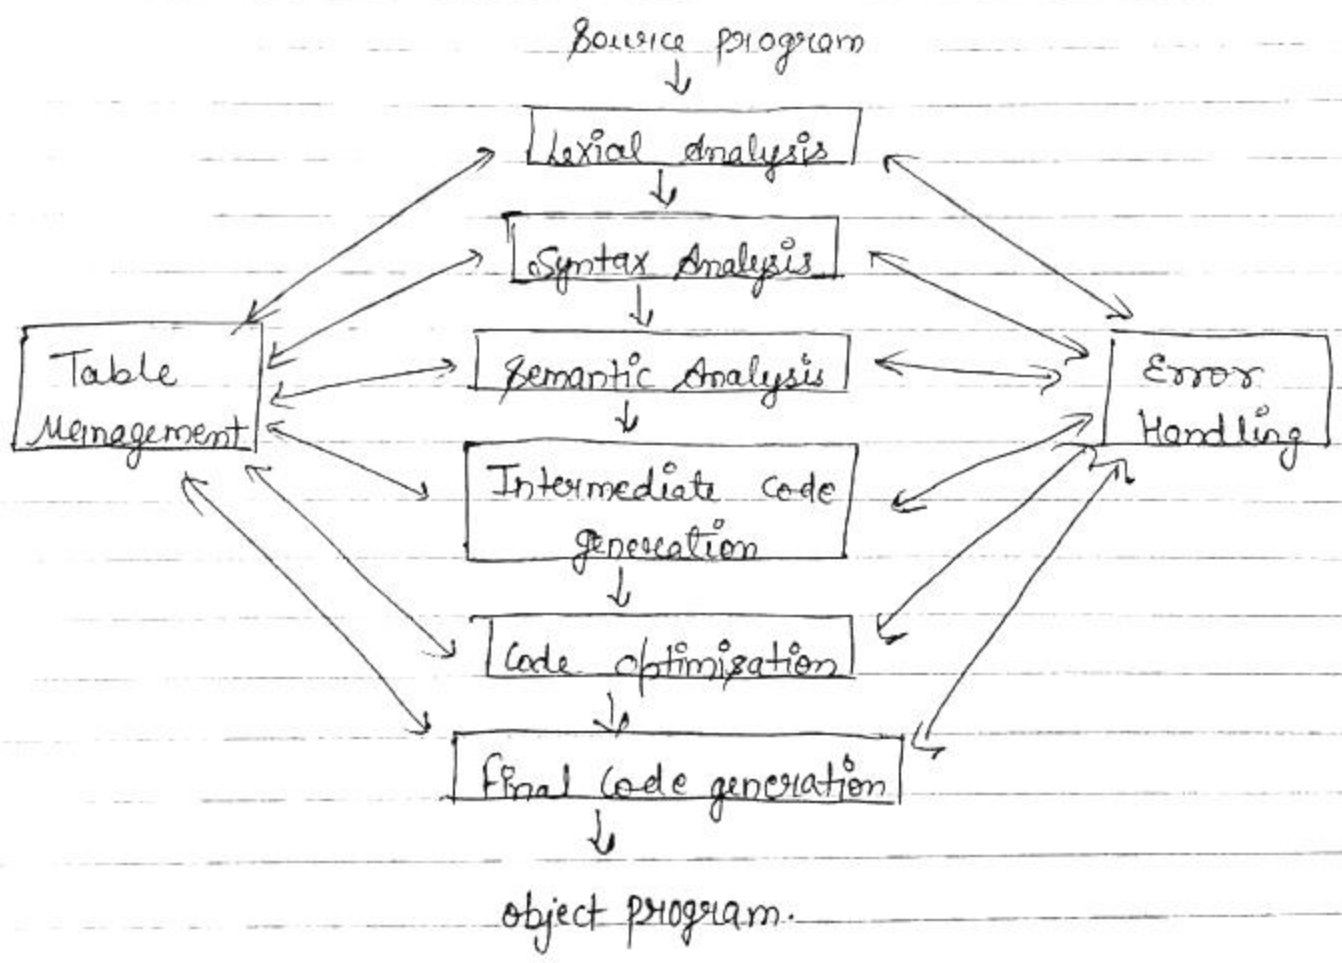 Source program
Lexial Analysis
Syntax Analysis
Semantic Analysis
Table
Management
Error
Handling
Intermediate code
generation
Code optimization
Final Code generation
object program.